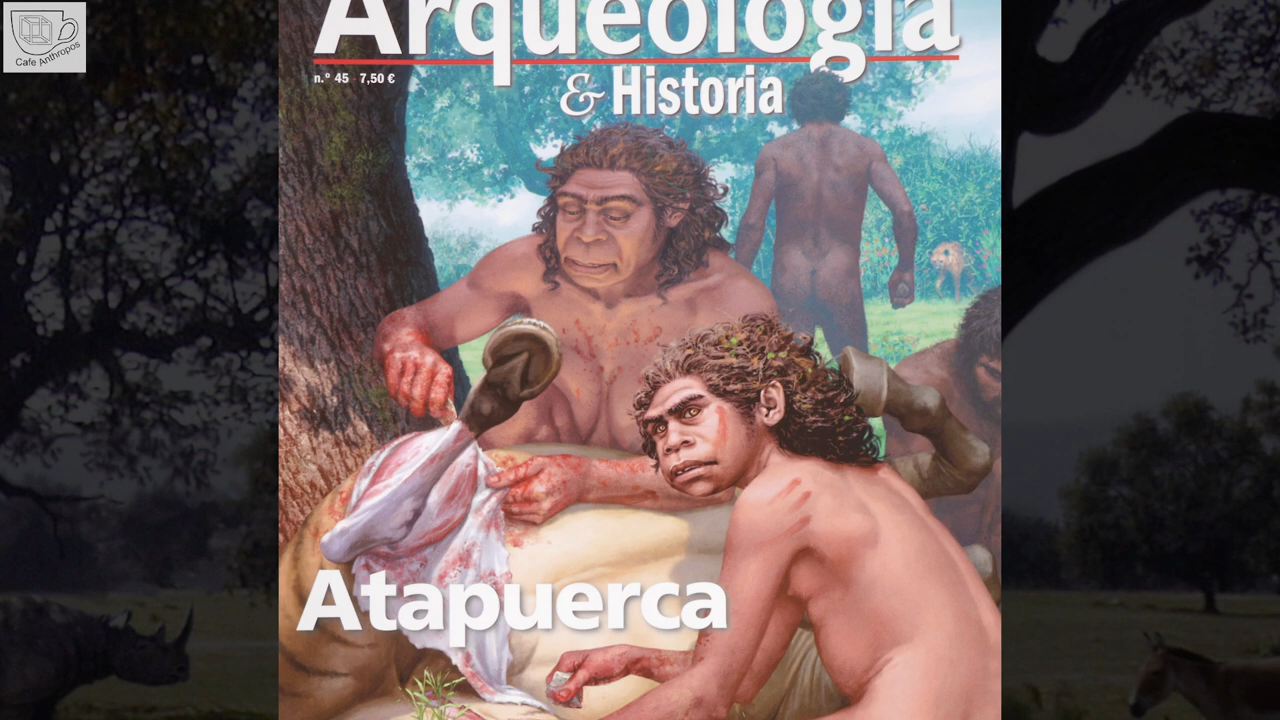 Cafe Anthropos
Arqueología
n.º 45 7,50 €
& Historia
Atapuerca